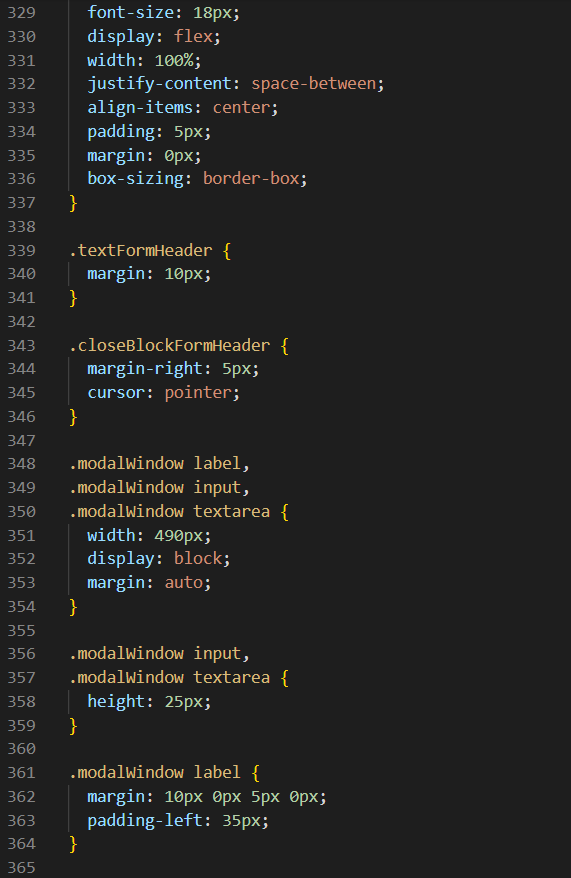 329 font-size: 18px;
330 display: flex;
331 width: 100%;
332 justify-content: space-between;
333 align-items: center;
334 padding: 5px;
335 margin: 0px;
336 box-sizing: border-box;
337 }
338
339 .textFormHeader {
340 margin: 10px;
341 }
342
343 .closeBlockFormHeader {
344 margin-right: 5px;
345 cursor: pointer;
346 }
347
348 .modalWindow label,
349 .modalWindow input,
350 .modalWindow textarea {
351 width: 490px;
352 display: block;
353 margin: auto;
354 }
355
356 .modalWindow input,
357 .modalWindow textarea {
358 height: 25px;
359 }
360
361 .modalWindow label {
362 margin: 10px 0px 5px 0px;
363 padding-left: 35px;
364 }
365